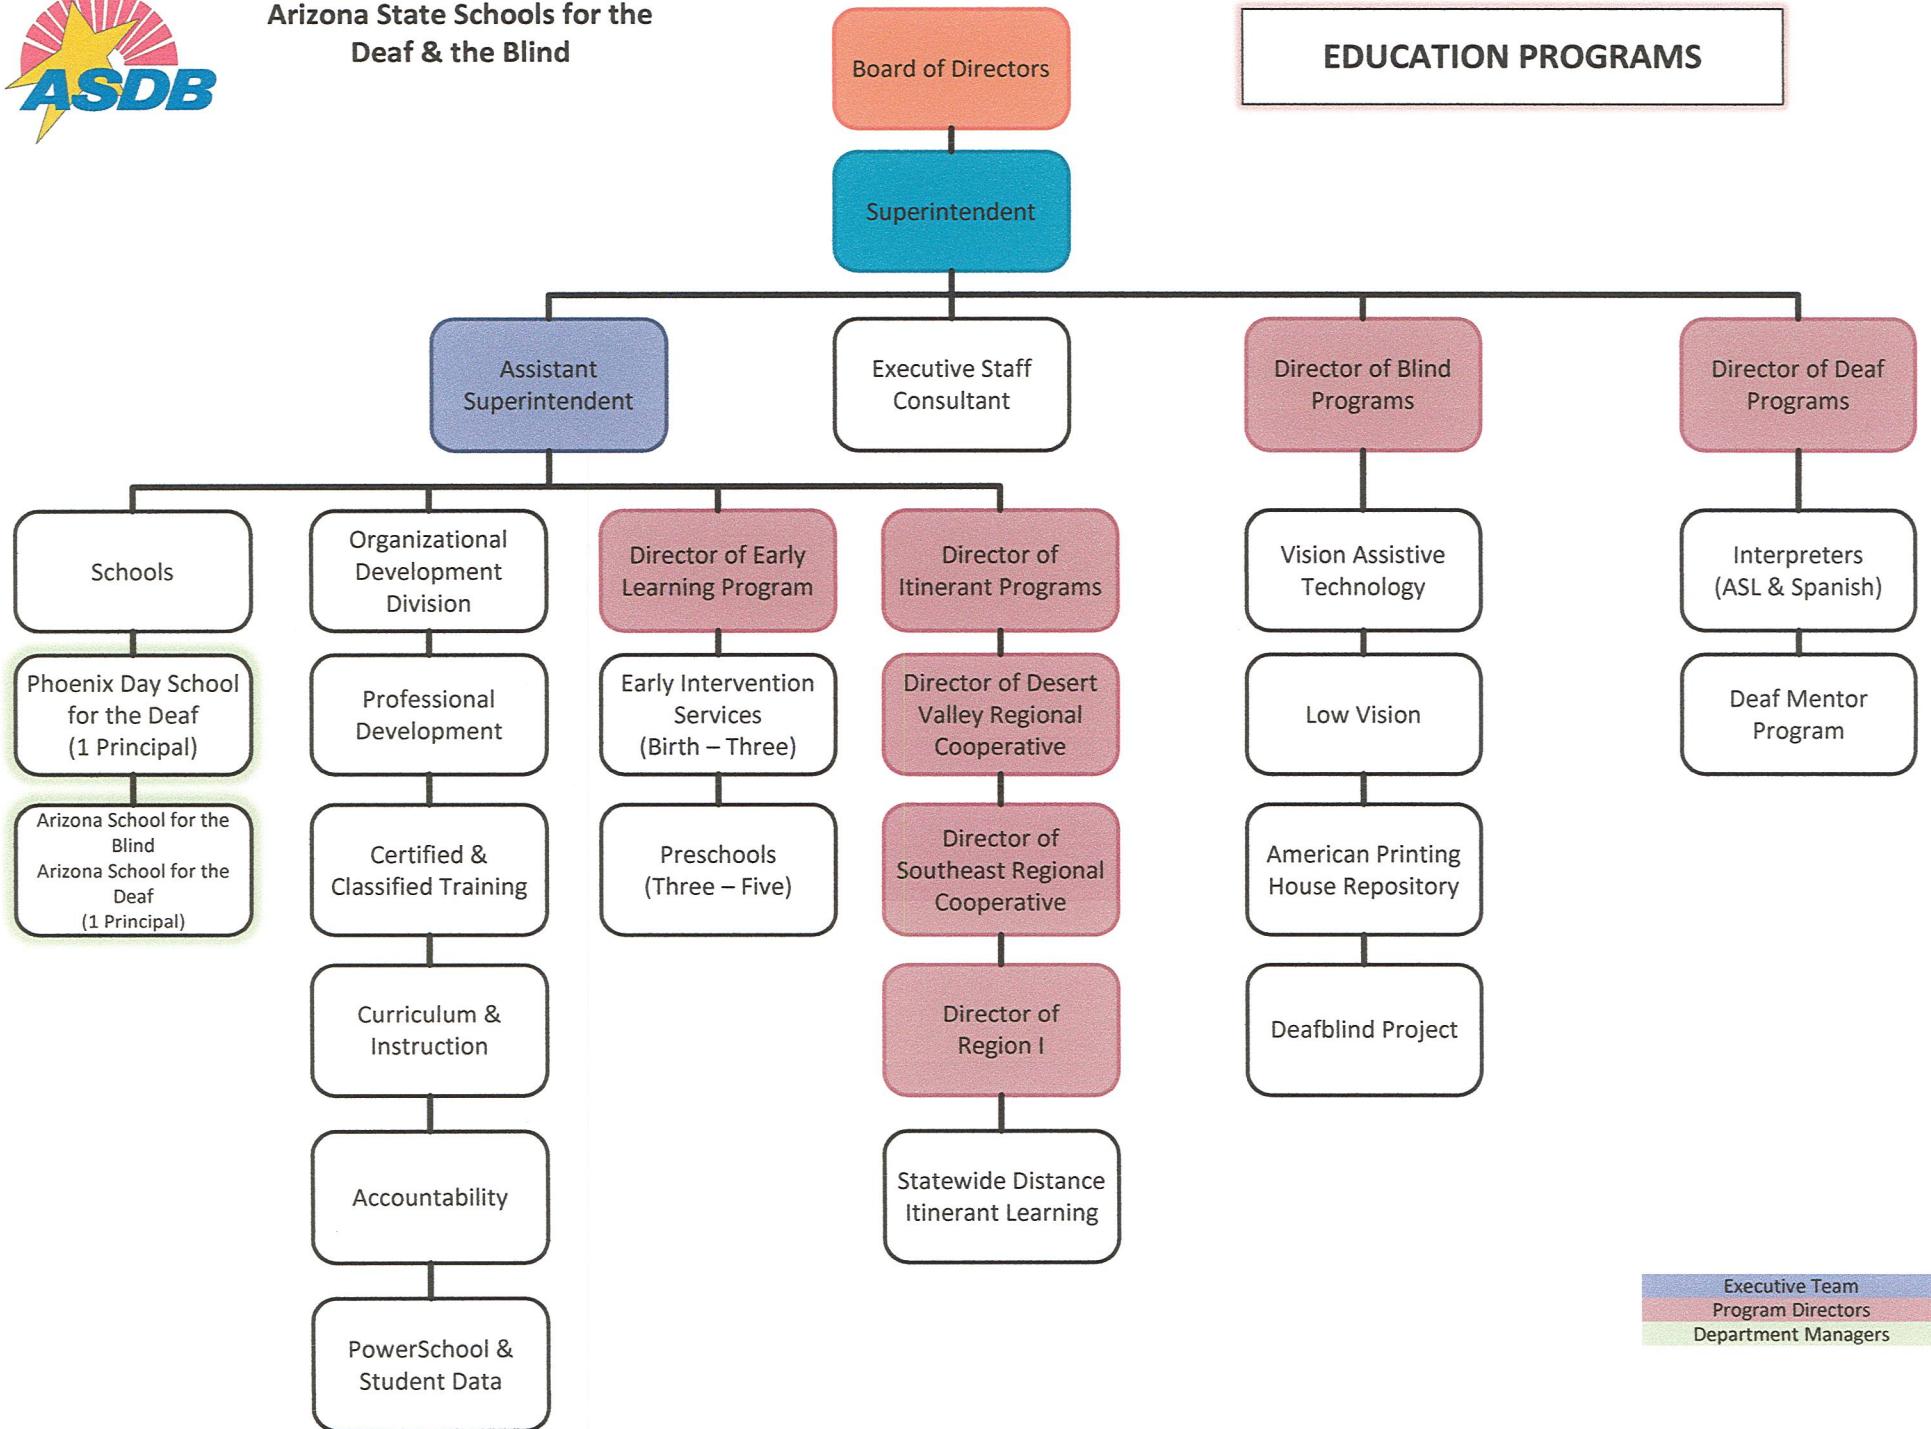 Arizona State Schools for the
Deaf & the Blind
ASDB
EDUCATION PROGRAMS
Board of Directors
Superintendent
Assistant
Superintendent
Executive Staff
Consultant
Director of Blind
Programs
Director of Deaf
Programs
Schools
Phoenix Day School
for the Deaf
(1 Principal)
Arizona School for the
Blind
Arizona School for the
Deaf
(1 Principal)
Organizational
Development
Division
Professional
Development
Certified &
Classified Training
Curriculum &
Instruction
Accountability
PowerSchool &
Student Data
Director of Early
Learning Program
Early Intervention
Services
(Birth – Three)
Preschools
(Three – Five)
Director of
Itinerant Programs
Director of Desert
Valley Regional
Cooperative
Director of
Southeast Regional
Cooperative
Director of
Region I
Statewide Distance
Itinerant Learning
Vision Assistive
Technology
Low Vision
American Printing
House Repository
Deafblind Project
Interpreters
(ASL & Spanish)
Deaf Mentor
Program
Executive Team
Program Directors
Department Managers